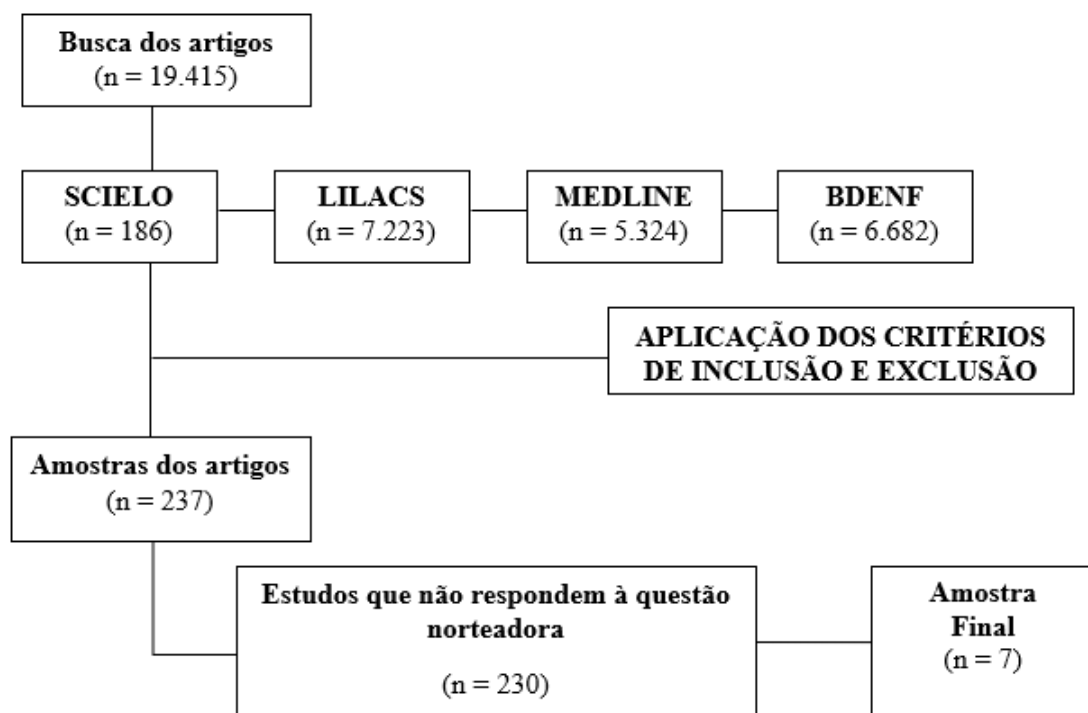 Busca dos artigos
(n = 19.415)
SCIELO
(n = 186)
LILACS
(n = 7.223)
MEDLINE
(n = 5.324)
BDENF
(n = 6.682)
APLICAÇÃO DOS CRITÉRIOS
DE INCLUSÃO E EXCLUSÃO
Amostras dos artigos
(n = 237)
Estudos que não respondem à questão
norteadora
(n = 230)
Amostra
Final
(n = 7)